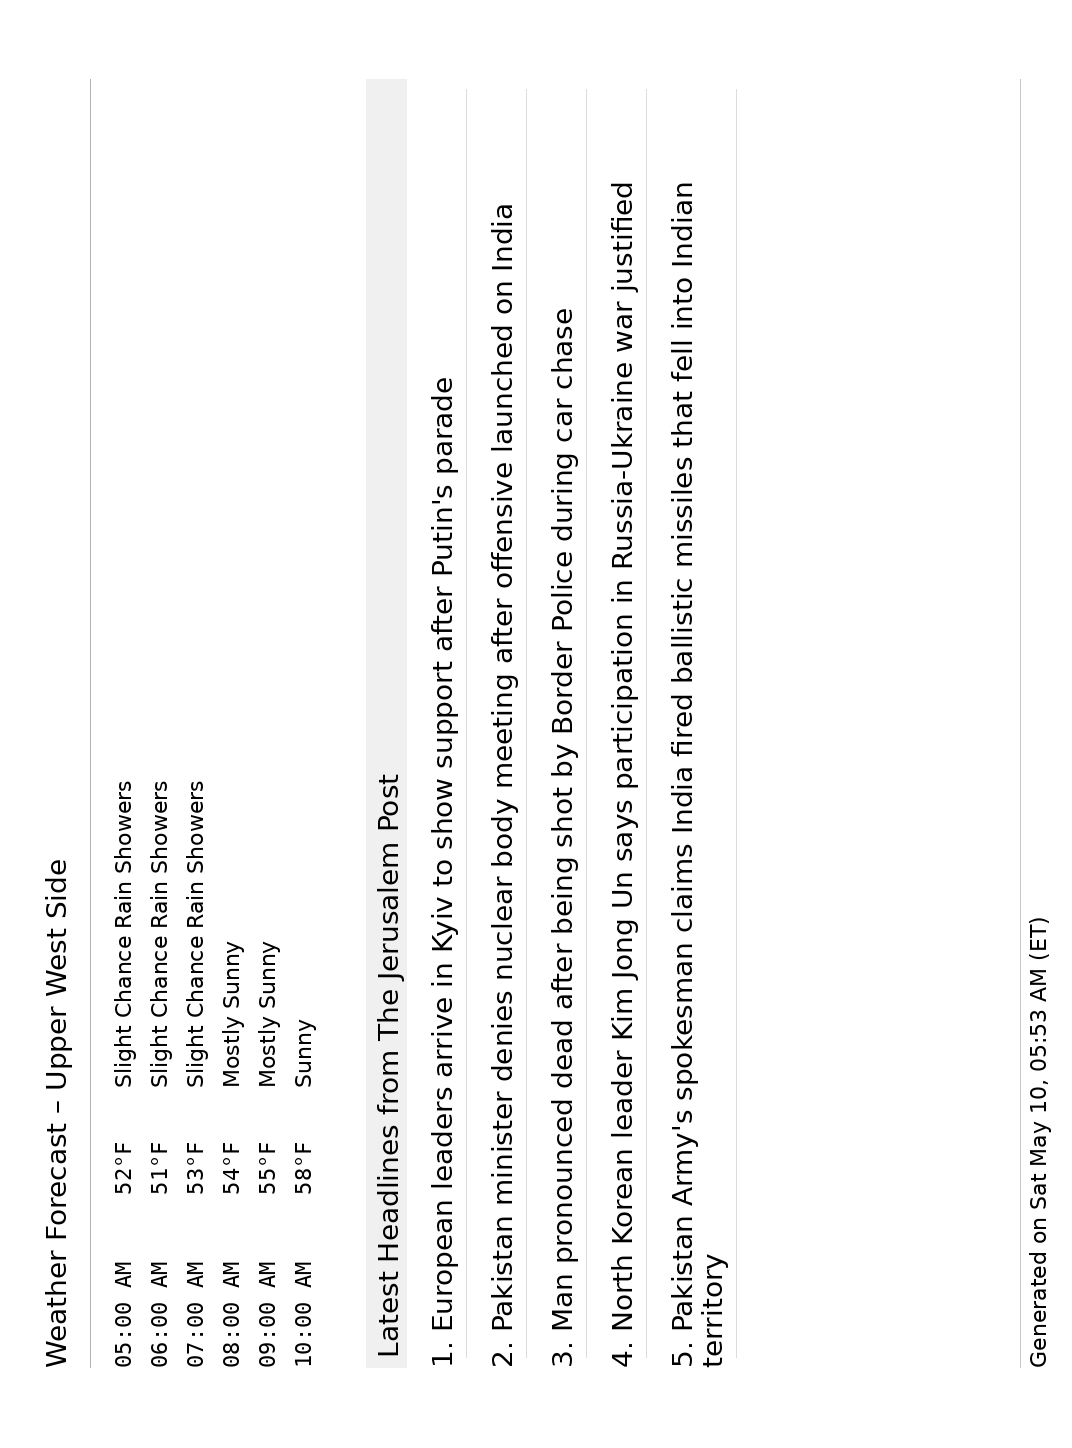 Weather Forecast – Upper West Side
05:00 AM 52°F Slight Chance Rain Showers
06:00 AM 51°F Slight Chance Rain Showers
07:00 AM 53°F Slight Chance Rain Showers
08:00 AM 54°F Mostly Sunny
09:00 AM 55°F Mostly Sunny
10:00 AM 58°F Sunny
Latest Headlines from The Jerusalem Post
1. European leaders arrive in Kyiv to show support after Putin's parade
2. Pakistan minister denies nuclear body meeting after offensive launched on India
3. Man pronounced dead after being shot by Border Police during car chase
4. North Korean leader Kim Jong Un says participation in Russia-Ukraine war justified
5. Pakistan Army's spokesman claims India fired ballistic missiles that fell into Indian
territory
Generated on Sat May 10, 05:53 AM (ET)